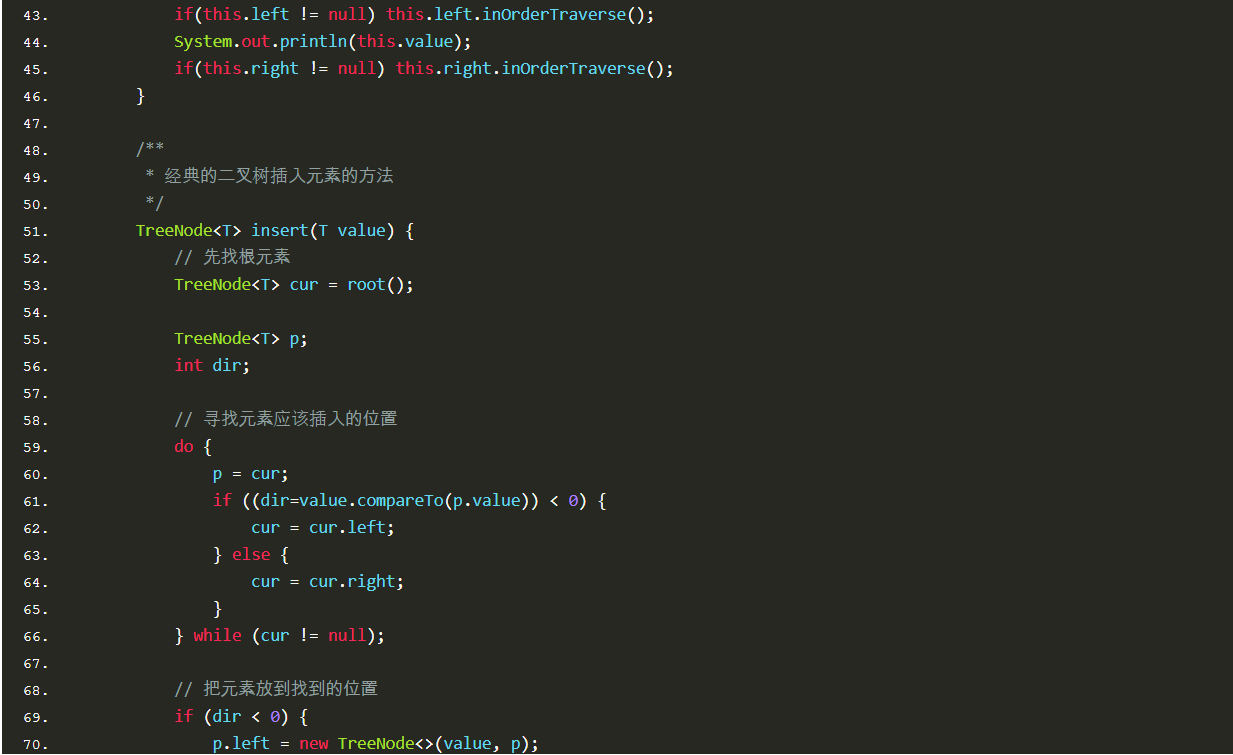 43.             if(this.left != null) this.left.inOrderTraverse();
44.             System.out.println(this.value);
45.             if(this.right != null) this.right.inOrderTraverse();
46.         }
47.
48.         /**
49.          * 经典的二叉树插入元素的方法
50.          */
51.         TreeNode<T> insert(T value) {
52.             // 先找根元素
53.             TreeNode<T> cur = root();
54.
55.             TreeNode<T> p;
56.             int dir;
57.
58.             // 寻找元素应该插入的位置
59.             do {
60.                 p = cur;
61.                 if ((dir=value.compareTo(p.value)) < 0) {
62.                     cur = cur.left;
63.                 } else {
64.                     cur = cur.right;
65.                 }
66.             } while (cur != null);
67.
68.             // 把元素放到找到的位置
69.             if (dir < 0) {
70.                 p.left = new TreeNode<>(value, p);